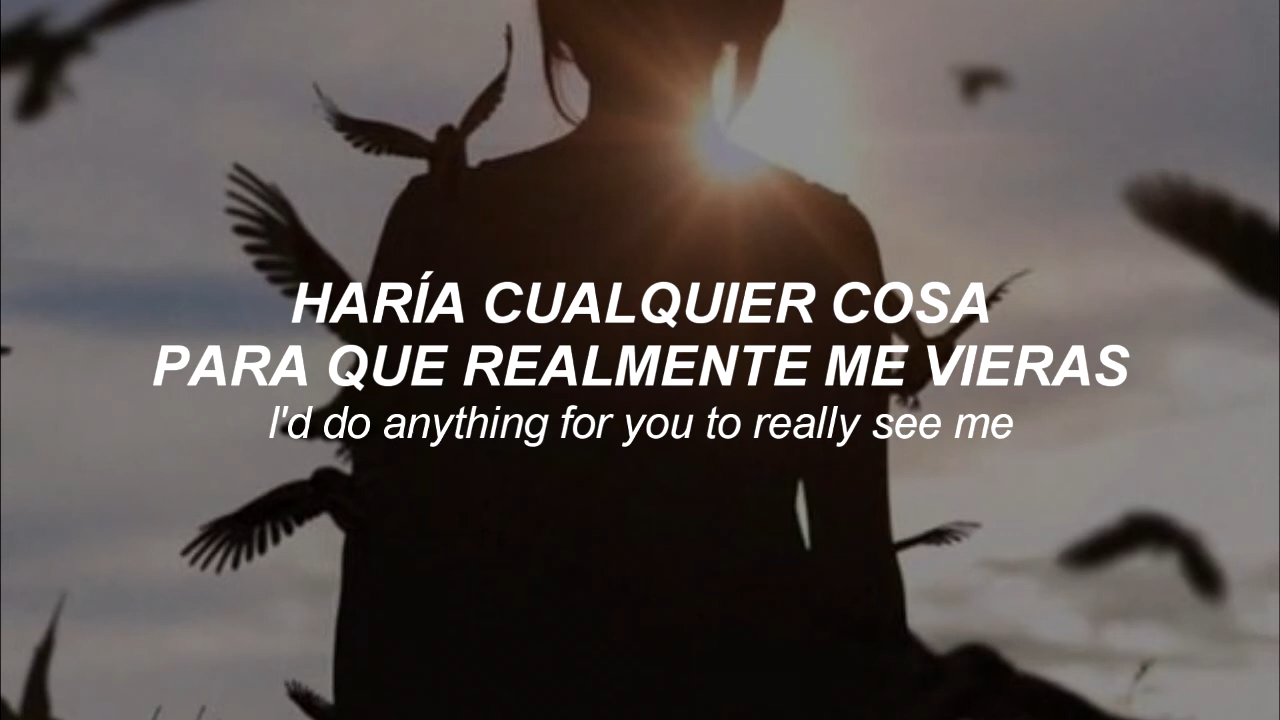 HARÍA CUALQUIER COSA
PARA QUE REALMENTE ME VIERAS
I'd do anything for you to really see me